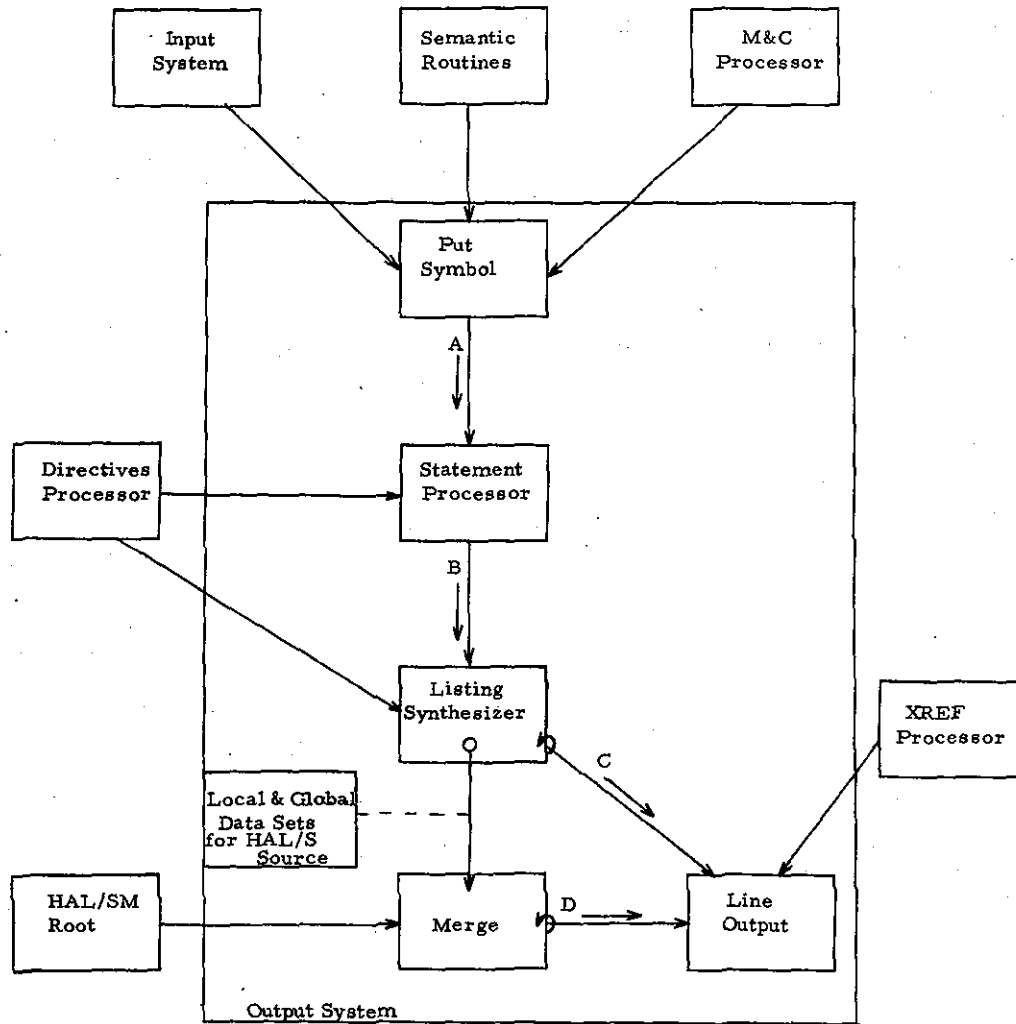 Input
System
Semantic
Routines
M&C
Processor
Put
Symbol
A
Directives
Processor
Statement
Processor
B
Listing
Synthesizer
XREF
Processor
C
Local & Global
Data Sets
for HAL/S
Source
HAL/SM
Root
Merge
D
Line
Output
Output System